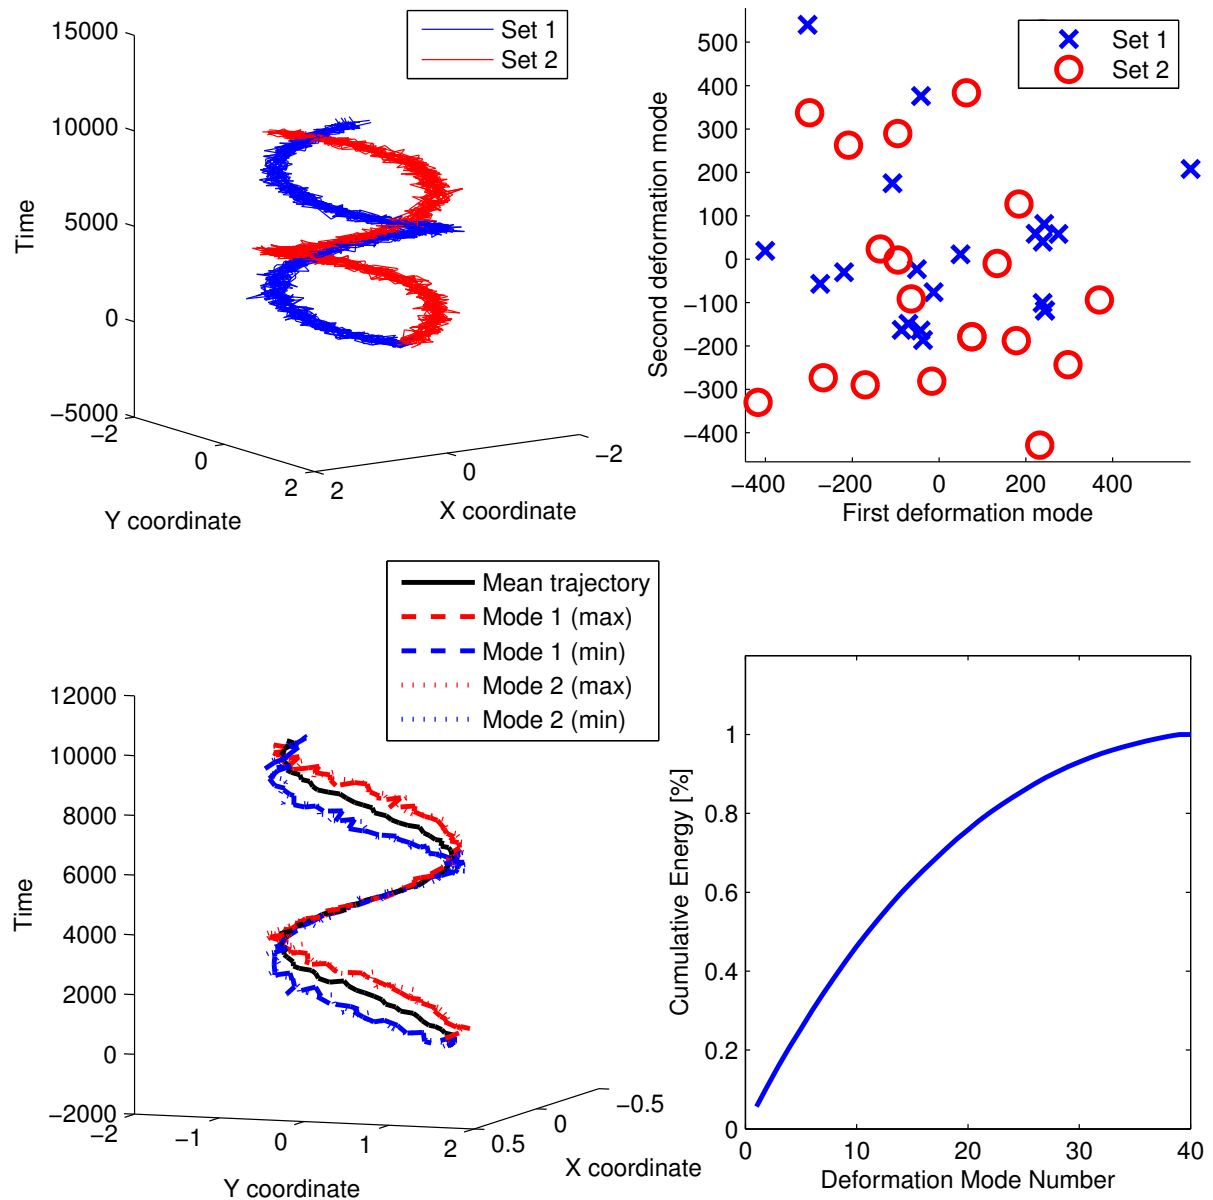 15000
10000
5000
0
−5000
Time
−2
0
2
2
0
−2
Y coordinate
X coordinate
Set 1
Set 2
500
400
300
200
100
0
−100
−200
−300
−400
Second deformation mode
−400
−200
0
200
400
First deformation mode
Set 1
Set 2
Mean trajectory
Mode 1 (max)
Mode 1 (min)
Mode 2 (max)
Mode 2 (min)
12000
10000
8000
6000
4000
2000
0
−2000
Time
−2
−1
0
1
2
0.5
0
−0.5
Y coordinate
X coordinate
1
0.8
0.6
0.4
0.2
0
Cumulative Energy [%]
0
10
20
30
40
Deformation Mode Number